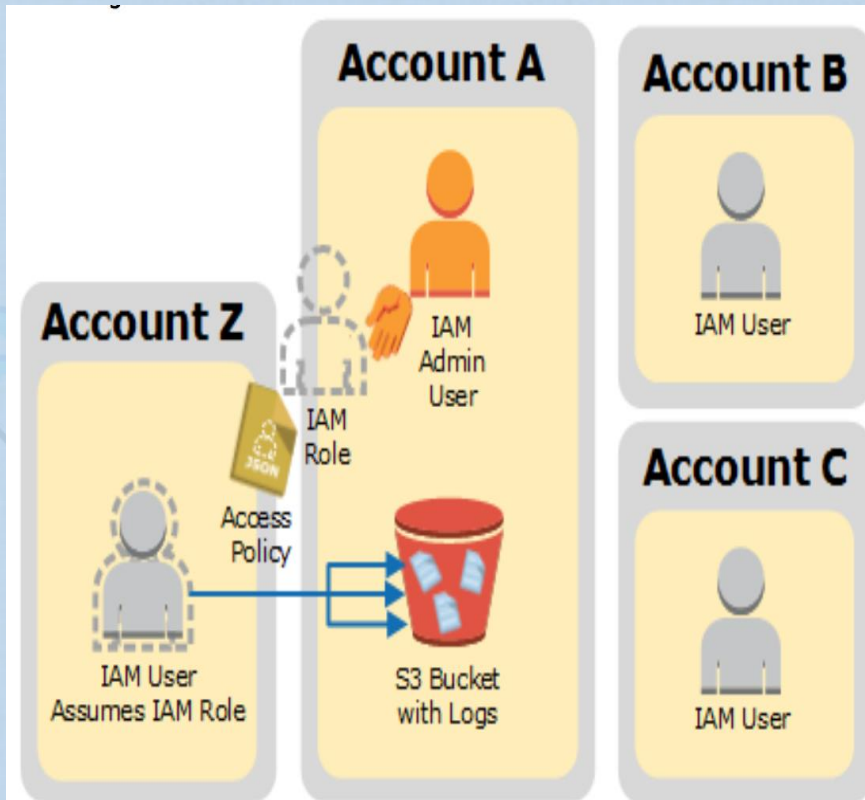 Account A
Account B
IAM
Admin
User
IAM User
Account Z
IAM
Role
JSON
Access
Policy
Account C
IAM User
Assumes IAM Role
S3 Bucket
with Logs
IAM User